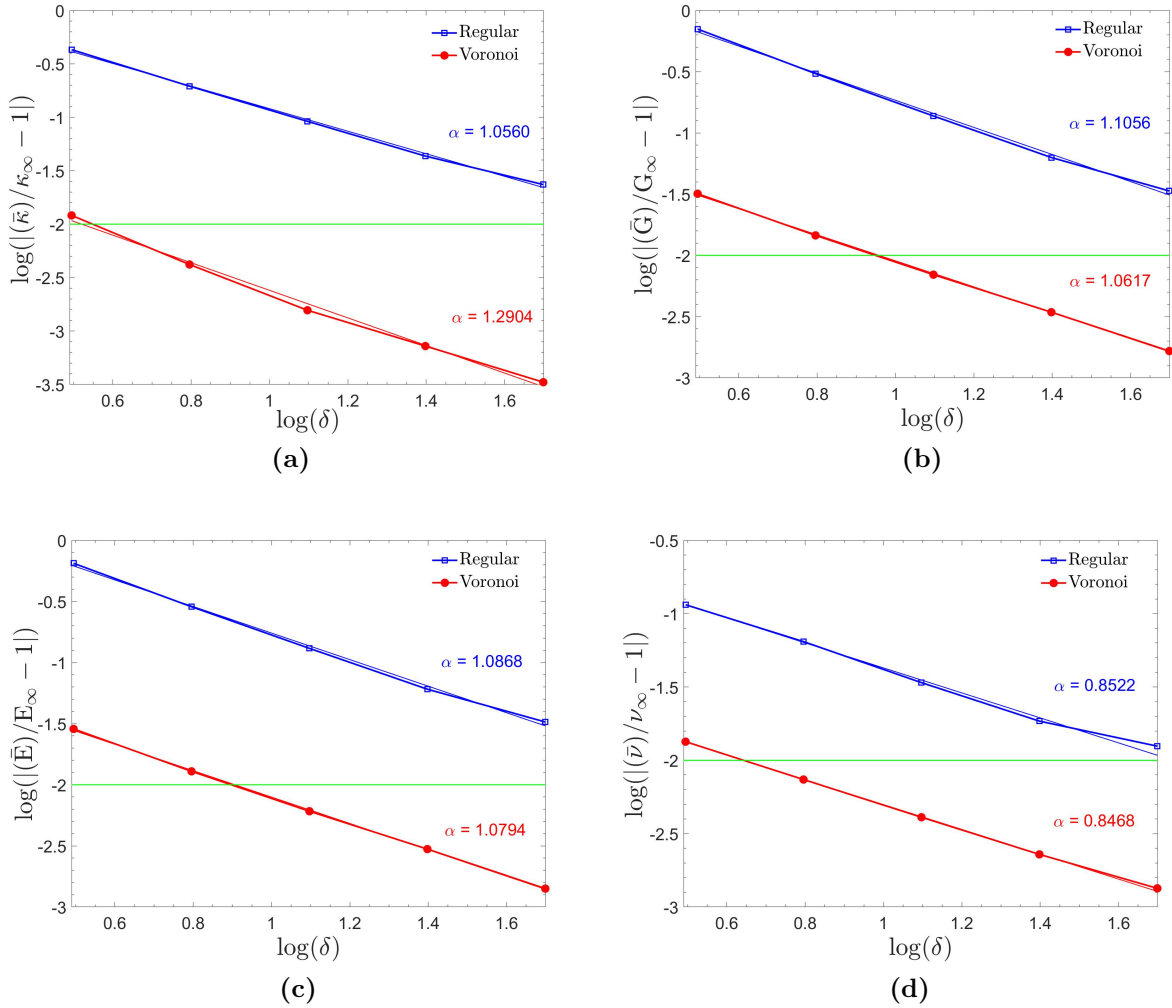 0
-0.5
-1
-1.5
-2
-2.5
-3
-3.5
log(|(κ̄)/κ∞ − 1|)
Regular
Voronoi
α = 1.0560
α = 1.2904
0.6 0.8 1 1.2 1.4 1.6
log(δ)
(a)
0
-0.5
-1
-1.5
-2
-2.5
-3
log(|(Ḡ)/G∞ − 1|)
Regular
Voronoi
α = 1.1056
α = 1.0617
0.6 0.8 1 1.2 1.4 1.6
log(δ)
(b)
0
-0.5
-1
-1.5
-2
-2.5
-3
log(|(Ē)/E∞ − 1|)
Regular
Voronoi
α = 1.0868
α = 1.0794
0.6 0.8 1 1.2 1.4 1.6
log(δ)
(c)
-0.5
-1
-1.5
-2
-2.5
-3
log(|(ν̄)/ν∞ − 1|)
Regular
Voronoi
α = 0.8522
α = 0.8468
0.6 0.8 1 1.2 1.4 1.6
log(δ)
(d)